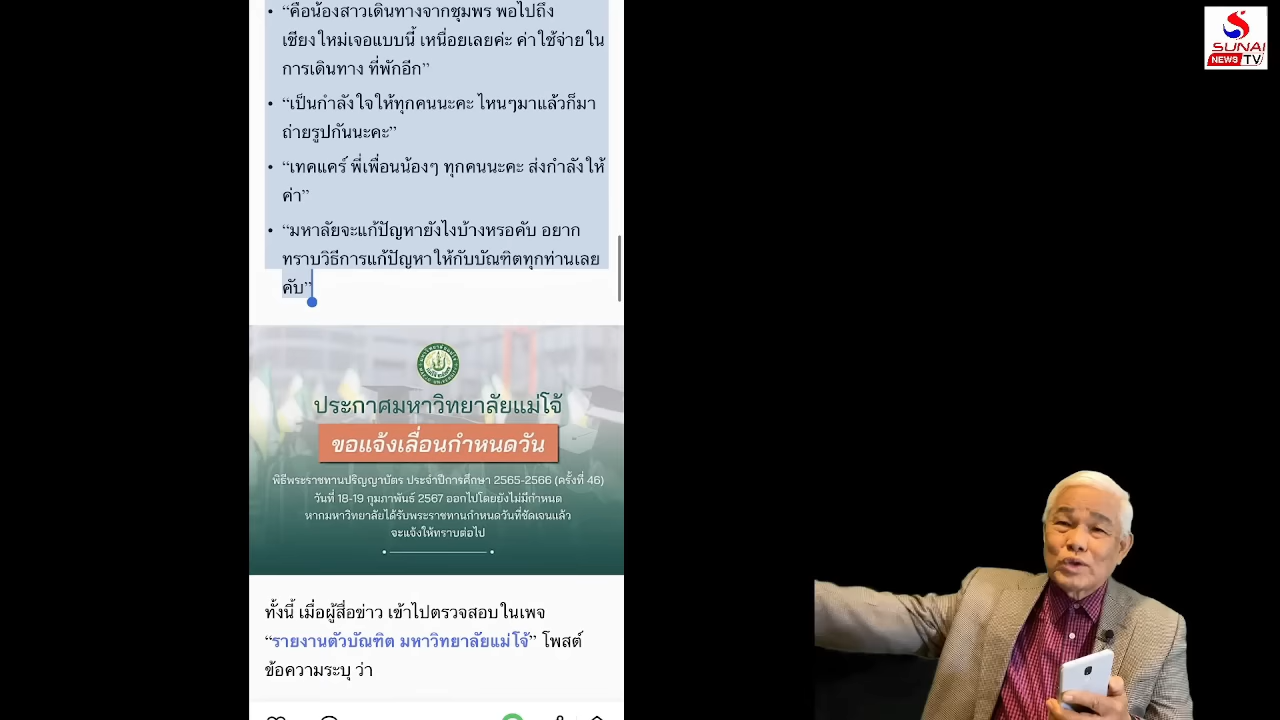 “คือน้องสาวเดินทางจากชุมพร พอไปถึง
เชียงใหม่เจอแบบนี้ เหนื่อยเลยค่ะ ค่าใช้จ่ายใน
การเดินทาง ที่พักอีก”
“เป็นกำลังใจให้ทุกคนนะคะ ไหนๆมาแล้วก็มา
ถ่ายรูปกันนะคะ”
“เทคแคร์ พี่เพื่อนน้องๆ ทุกคนนะคะ ส่งกำลังให้
ค่า”
“มหาลัยจะแก้ปัญหายังไงบ้างหรอคับ อยาก
ทราบวิธีการแก้ปัญหาให้กับบัณฑิตทุกท่านเลย
คับ”
ประกาศมหาวิทยาลัยแม่โจ้
ขอแจ้งเลื่อนกำหนดวัน
พิธีพระราชทานปริญญาบัตร ประจำปีการศึกษา 2565-2566 (ครั้งที่ 46)
วันที่ 18-19 กุมภาพันธ์ 2567 ออกไปโดยยังไม่มีกำหนด
หากมหาวิทยาลัยได้รับพระราชทานกำหนดวันที่ชัดเจนแล้ว
จะแจ้งให้ทราบต่อไป
ทั้งนี้ เมื่อผู้สื่อข่าว เข้าไปตรวจสอบในเพจ
“รายงานตัวบัณฑิต มหาวิทยาลัยแม่โจ้” โพสต์
ข้อความระบุ ว่า
SUNAI
NEWS TV